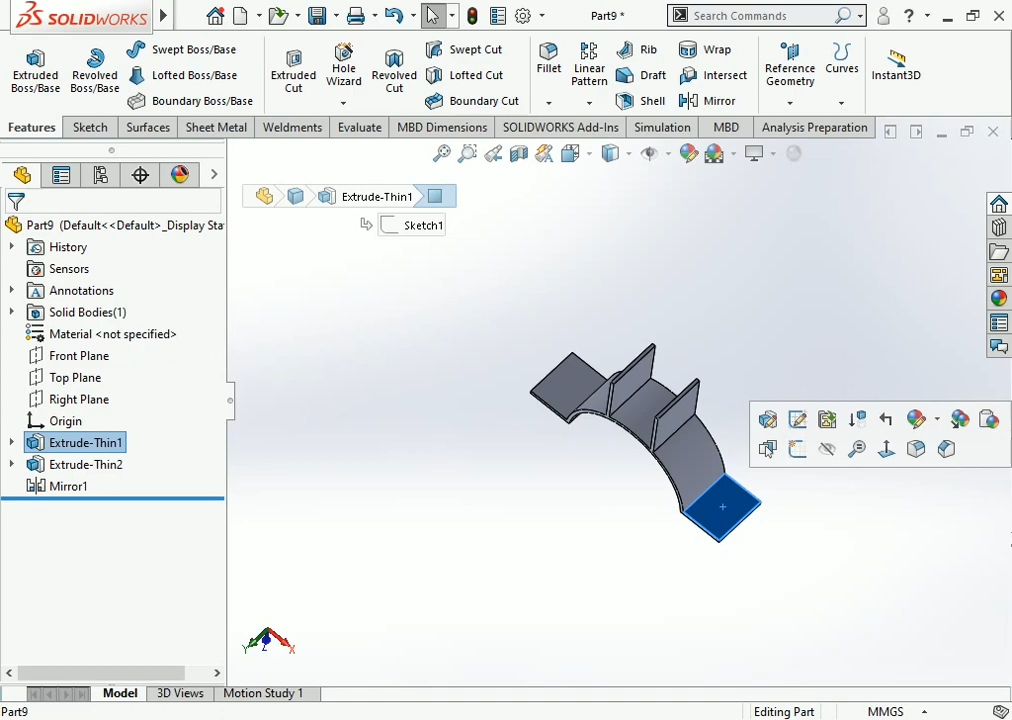 SOLIDWORKS
Part9 *
Search Commands
?
Extruded
Boss/Base
Revolved
Boss/Base
Swept Boss/Base
Lofted Boss/Base
Boundary Boss/Base
Extruded
Cut
Hole
Wizard
Revolved
Cut
Swept Cut
Lofted Cut
Boundary Cut
Fillet
Linear
Pattern
Rib
Draft
Shell
Wrap
Intersect
Mirror
Reference
Geometry
Curves
Instant3D
Features
Sketch
Surfaces
Sheet Metal
Weldments
Evaluate
MBD Dimensions
SOLIDWORKS Add-Ins
Simulation
MBD
Analysis Preparation
Extrude-Thin1
Sketch1
Part9 (Default<<Default>_Display Sta
History
Sensors
A Annotations
Solid Bodies(1)
Material <not specified>
Front Plane
Top Plane
Right Plane
Origin
Extrude-Thin1
Extrude-Thin2
Mirror1
Y
Z
X
Model
3D Views
Motion Study 1
Part9
Editing Part
MMGS